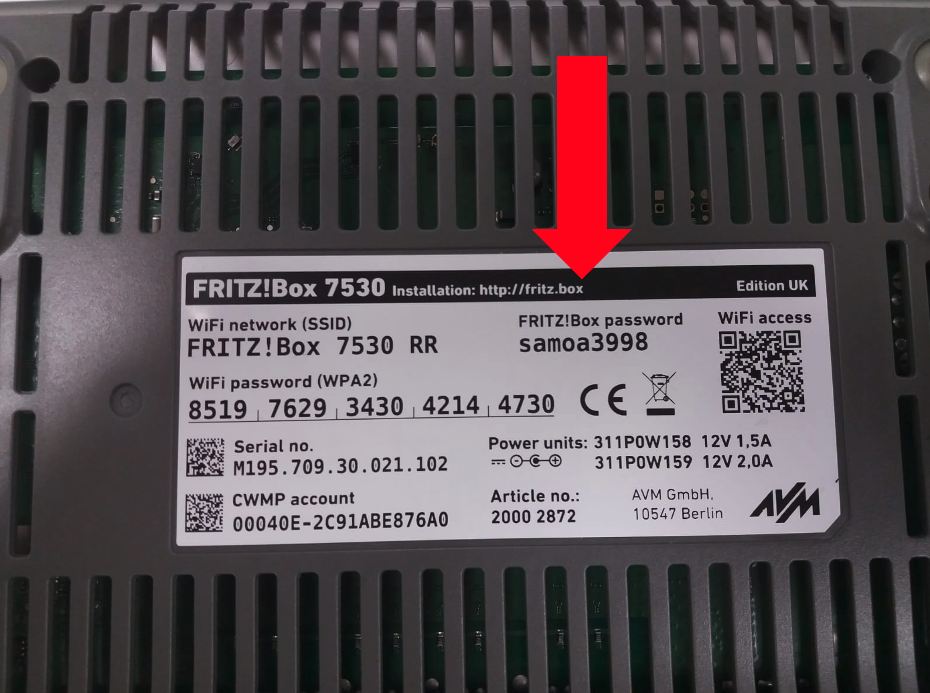 FRITZ!Box 7530 Installation: http://fritz.box Edition UK
WiFi network (SSID)
FRITZ!Box 7530 RR
FRITZ!Box password
samoa3998
WiFi access
WiFi password (WPA2)
8519 7629 3430 4214 4730
CE
Serial no.
M195.709.30.021.102
Power units: 311P0W158 12V 1,5A
311P0W159 12V 2,0A
CWMP account
00040E-2C91ABE876A0
Article no.:
2000 2872
AVM GmbH,
10547 Berlin
AVM